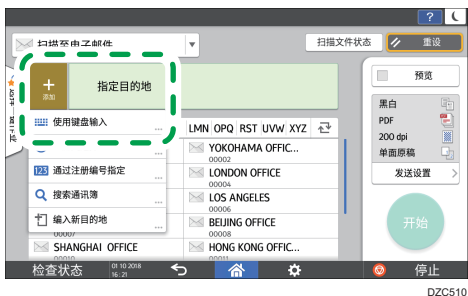 ?
扫描至电子邮件
扫描文件状态
重设
+
添加
指定目的地
使用键盘输入
...
123 通过注册编号指定
...
搜索通讯簿
...
编入新目的地
...
LMN OPQ RST UVW XYZ
YOKOHAMA OFFIC...
00002
LONDON OFFICE
00004
LOS ANGELES
00006
BEIJING OFFICE
00007
00008
SHANGHAI OFFICE
HONG KONG OFFIC...
00010
00011
预览
黑白
PDF
200 dpi
单面原稿
发送设置 >
开始
检查状态
01 10 2018
16: 21
停止
DZC510